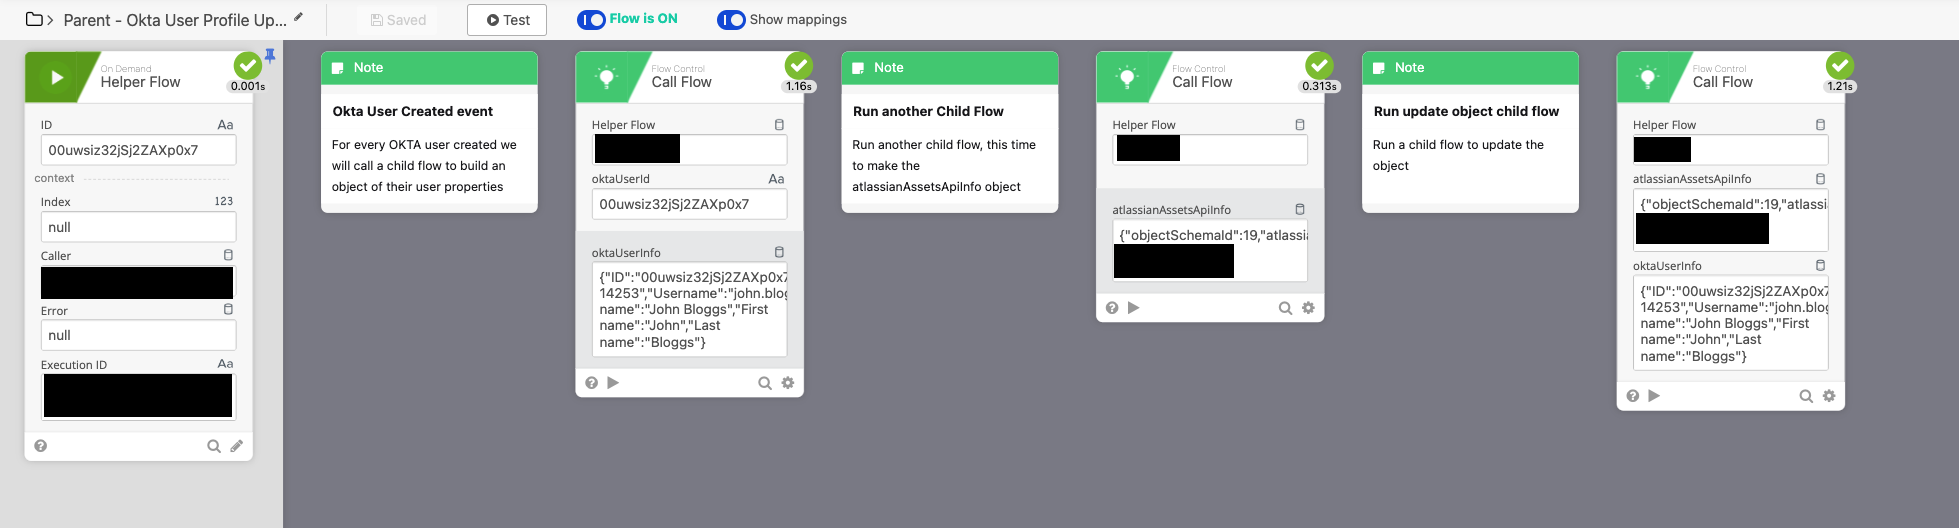 Parent - Okta User Profile Up...
Saved
Test
Flow is ON
Show mappings
On Demand
Helper Flow
0.001s
ID
Aa
00uwsiz32jSj2ZAXp0x7
context
Index
123
null
Caller
Error
null
Execution ID
Aa
Note
Okta User Created event
For every OKTA user created we
will call a child flow to build an
object of their user properties
Flow Control
Call Flow
1.16s
Helper Flow
oktaUserId
Aa
00uwsiz32jSj2ZAXp0x7
oktaUserInfo
{"ID":"00uwsiz32jSj2ZAXp0x7
14253","Username":"john.blog
name":"John Bloggs","First
name":"John","Last
name":"Bloggs"}
Note
Run another Child Flow
Run another child flow, this time
to make the
atlassianAssetsApiInfo object
Flow Control
Call Flow
0.313s
Helper Flow
atlassianAssetsApiInfo
{"objectSchemaId":19,"atlassia
Note
Run update object child flow
Run a child flow to update the
object
Flow Control
Call Flow
1.21s
Helper Flow
atlassianAssetsApiInfo
{"objectSchemaId":19,"atlassia
oktaUserInfo
{"ID":"00uwsiz32jSj2ZAXp0x7
14253","Username":"john.blog
name":"John Bloggs","First
name":"John","Last
name":"Bloggs"}